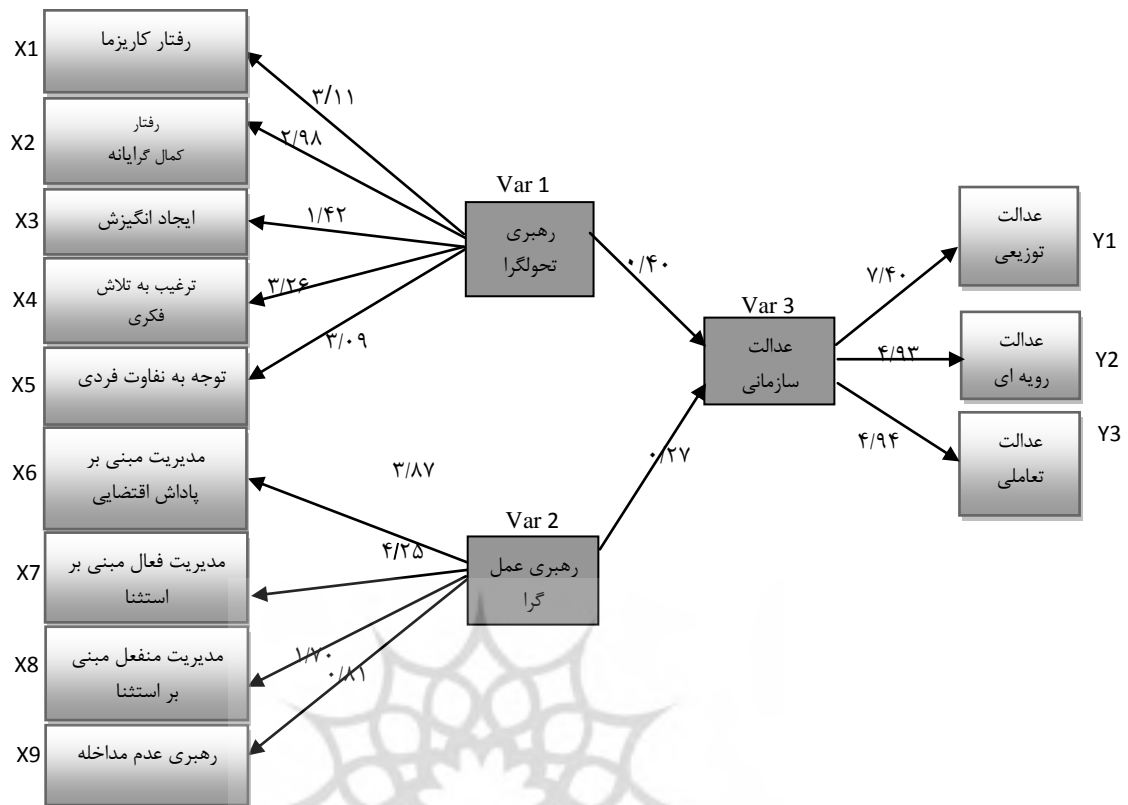 X1
رفتار کاریزما
X2
رفتار
کمال گرایانه
X3
ایجاد انگیزش
X4
ترغیب به تلاش
فکری
X5
توجه به نفاوت فردی
X6
مدیریت مبنی بر
پاداش اقتضایی
X7
مدیریت فعال مبنی بر
استثنا
X8
مدیریت منفعل مبنی
بر استثنا
X9
رهبری عدم مداخله
۳/۱۱
۲/۹۸
۱/۴۲
۳/۲۶
۳/۰۹
۳/۸۷
۴/۲۵
۱/۷۰
۰/۸۱
Var 1
رهبری
تحولگرا
Var 2
رهبری عمل
گرا
۰/۴۰
۰/۲۷
Var 3
عدالت
سازمانی
۷/۴۰
۴/۹۳
۴/۹۴
عدالت
توزیعی
Y1
عدالت
رویه ای
Y2
عدالت
تعاملی
Y3